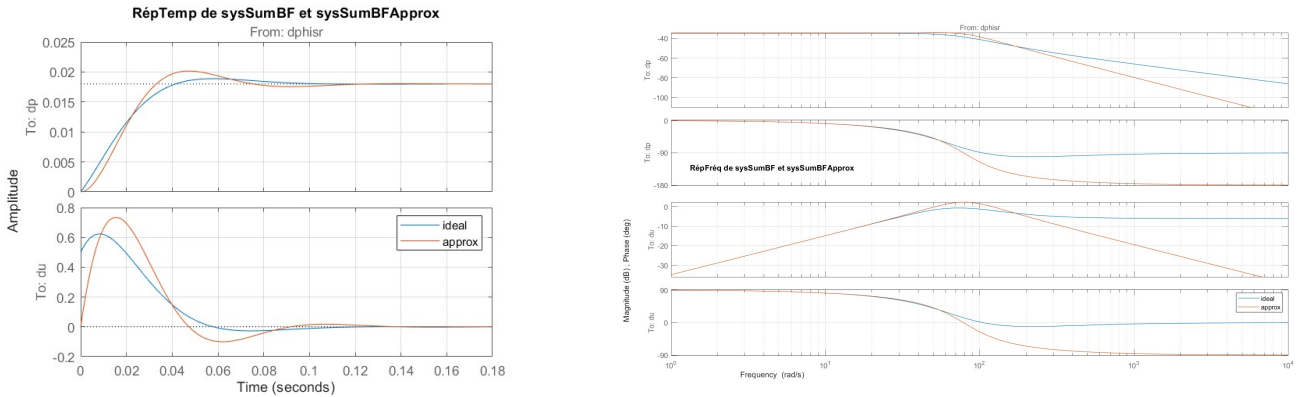 RépTemp de sysSumBF et sysSumBFApprox
From: dphisr
0.025
0.02
0.015
0.01
0.005
0
To: dp
Amplitude
0.8
0.6
0.4
0.2
0
-0.2
To: du
ideal
approx
0 0.02 0.04 0.06 0.08 0.1 0.12 0.14 0.16 0.18
Time (seconds)
From: dphisr
-40
-60
-80
-100
To: dp
0
-90
-180
To: dp
RépFréq de sysSumBF et sysSumBFApprox
Magnitude (dB) ; Phase (deg)
0
-10
-20
-30
To: du
90
0
-90
To: du
ideal
approx
10^0 10^1 10^2 10^3 10^4
Frequency (rad/s)